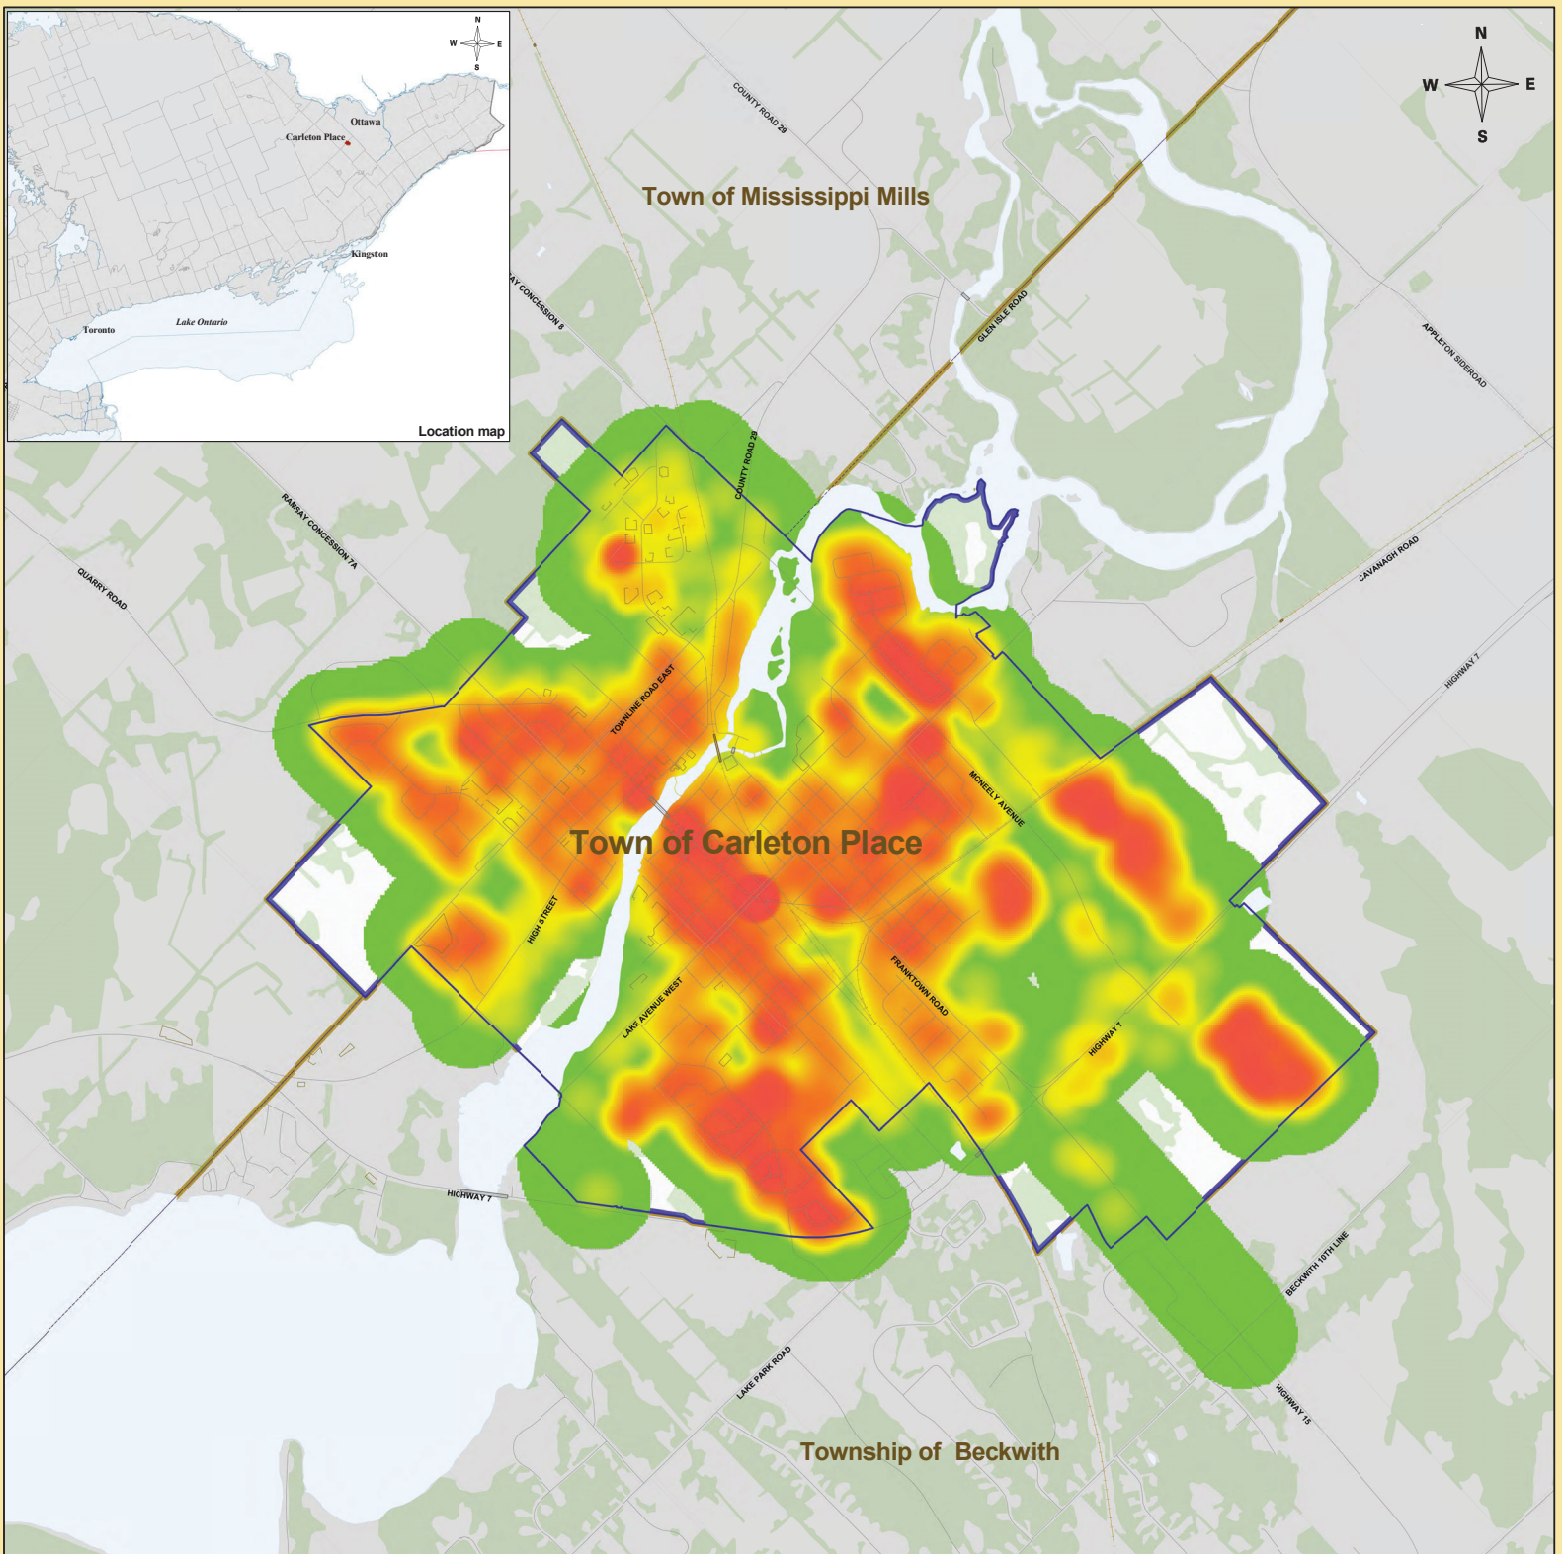 N
W E
S
Ottawa
Carleton Place
Kingston
Toronto
Lake Ontario
Location map
N
W E
S
COUNTY ROAD 29
Town of Mississippi Mills
AY CONCESSION 8
GLEN ISLE ROAD
APPLETON SIDEROAD
COUNTY ROAD 29
RAMSAY CONCESSION 7A
QUARRY ROAD
CAVANAGH ROAD
HIGHWAY 7
TOWNLINE ROAD EAST
MCNEELY AVENUE
Town of Carleton Place
HIGH STREET
FRANKTOWN ROAD
LAKE AVENUE WEST
HIGHWAY 7
HIGHWAY 7
BECKWITH 10TH LINE
LAKE PARK ROAD
HIGHWAY 15
Township of Beckwith